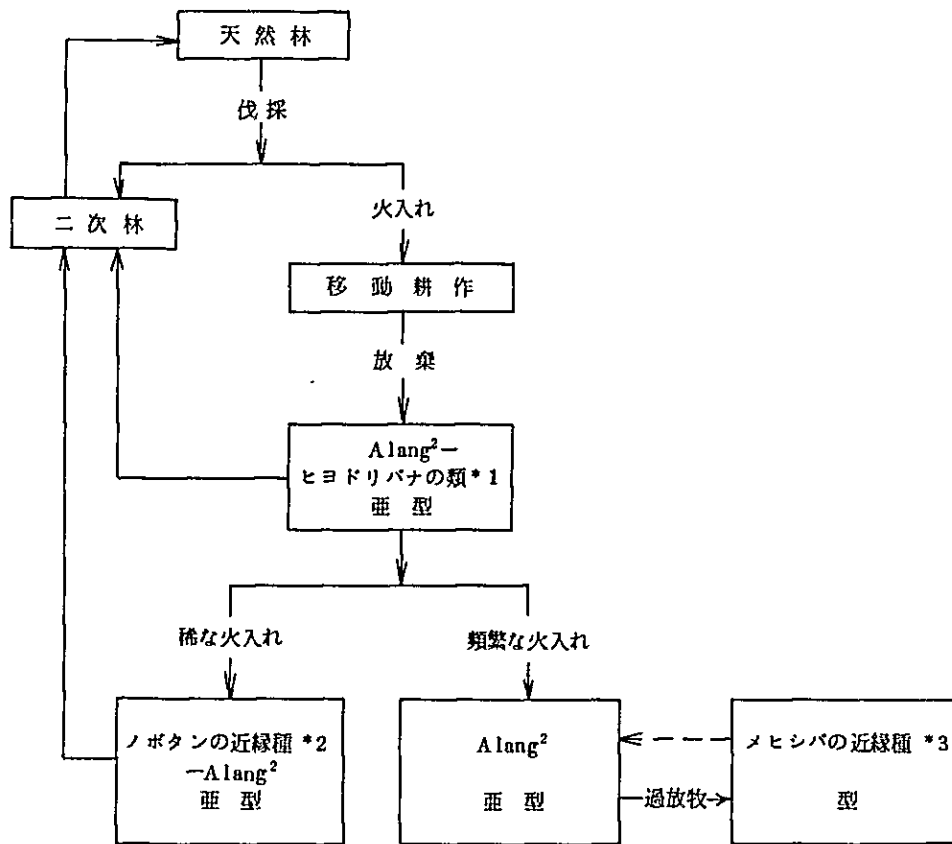 天然林
伐採
二次林
火入れ
移動耕作
放棄
Alang²ー
ヒヨドリバナの類*1
亜型
稀な火入れ
頻繁な火入れ
ノボタンの近縁種*2
ーAlang²
亜型
Alang²
亜型
過放牧
メヒシバの近縁種*3
型